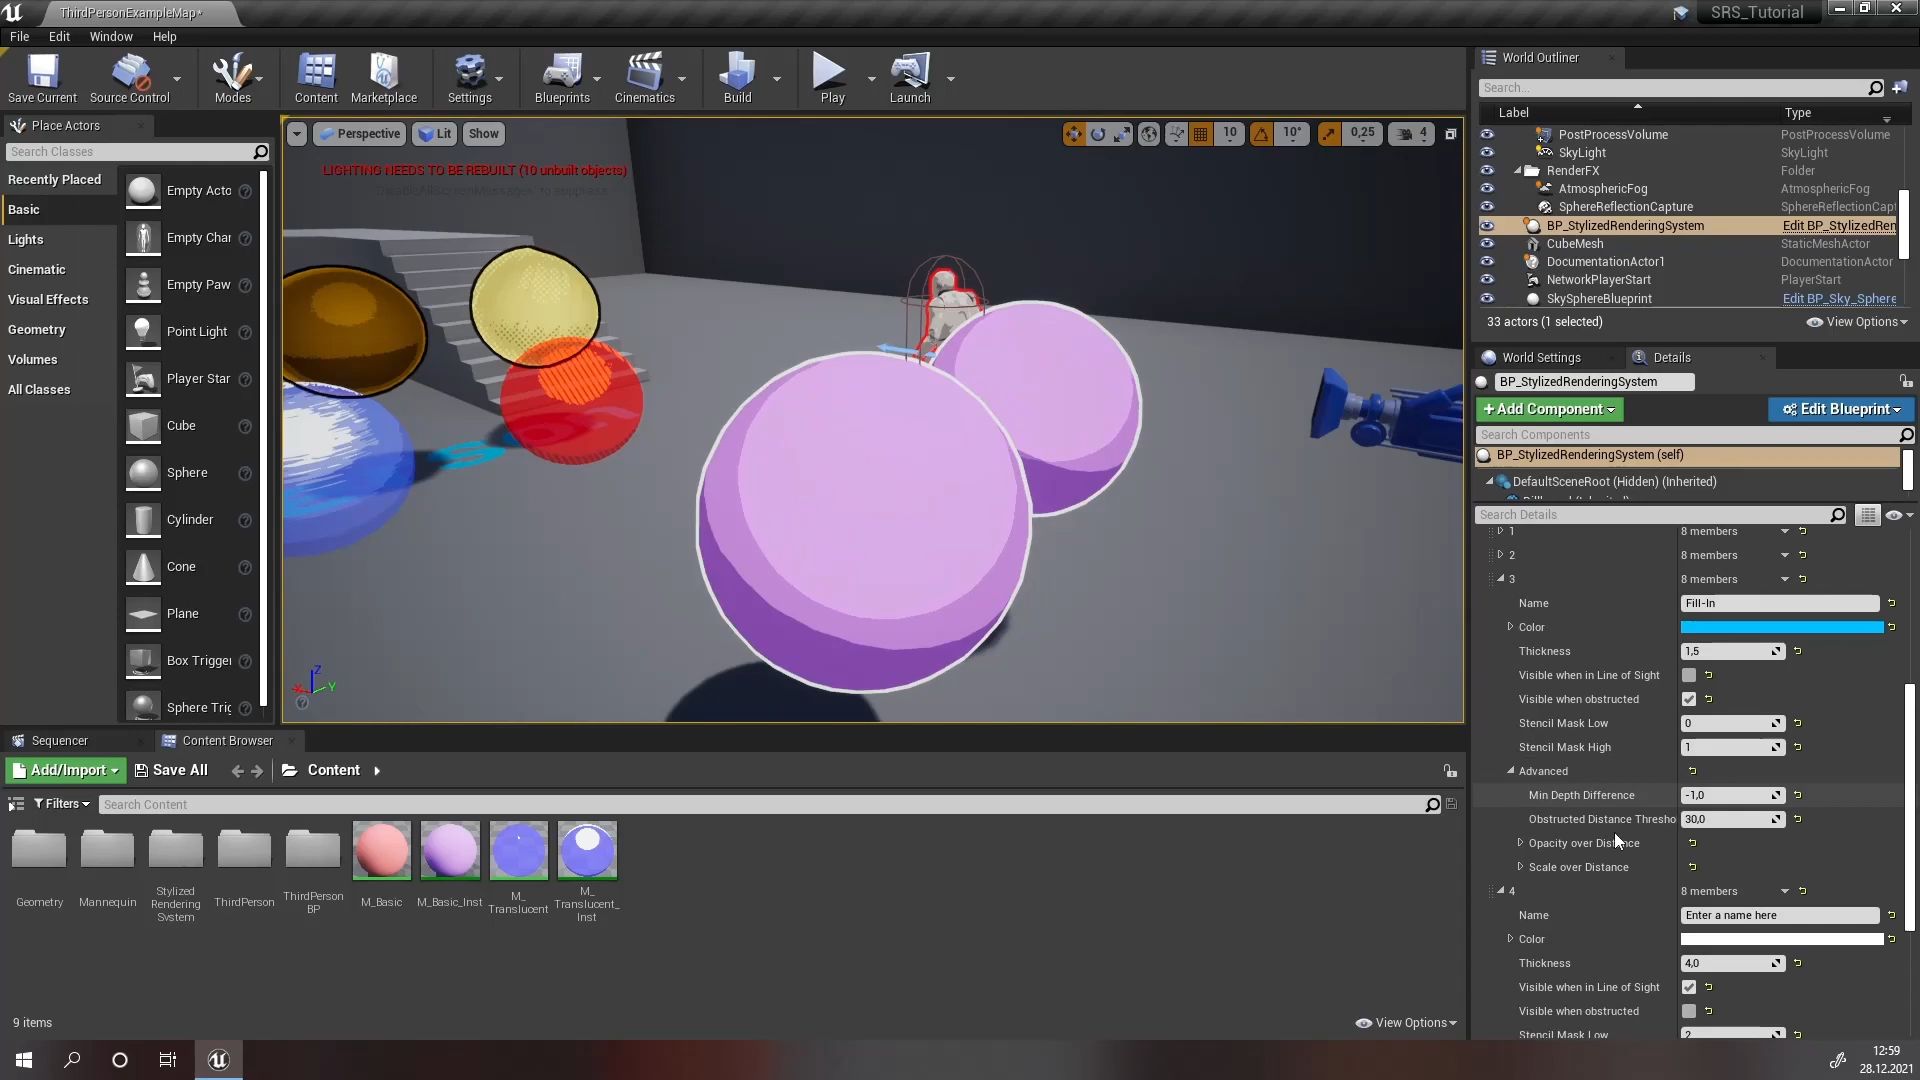 ThirdPersonExampleMap*
SRS_Tutorial
File Edit Window Help
Save Current
Source Control
Modes
Content
Marketplace
Settings
Blueprints
Cinematics
Build
Play
Launch
Place Actors
Search Classes
Recently Placed
Basic
Lights
Cinematic
Visual Effects
Geometry
Volumes
All Classes
Empty Acto
Empty Char
Empty Paw
Point Light
Player Star
Cube
Sphere
Cylinder
Cone
Plane
Box Trigger
Sphere Trig
Perspective
Lit
Show
10
10°
0,25
4
LIGHTING NEEDS TO BE REBUILT (10 unbuilt objects)
'DisableAllScreenMessages' to suppress
Z
X
Y
World Outliner
Search...
Label Type
PostProcessVolume PostProcessVolume
SkyLight SkyLight
RenderFX Folder
AtmosphericFog AtmosphericFog
SphereReflectionCapture SphereReflectionCapt
BP_StylizedRenderingSystem Edit BP_StylizedRen
CubeMesh StaticMeshActor
DocumentationActor1 DocumentationActor
NetworkPlayerStart PlayerStart
SkySphereBlueprint Edit BP_Sky_Sphere
33 actors (1 selected)
View Options
World Settings
Details
BP_StylizedRenderingSystem
+Add Component
Edit Blueprint
Search Components
BP_StylizedRenderingSystem (self)
DefaultSceneRoot (Hidden) (Inherited)
Search Details
1 8 members
2 8 members
3 8 members
Name Fill-In
Color
Thickness 1,5
Visible when in Line of Sight
Visible when obstructed
Stencil Mask Low 0
Stencil Mask High 1
Advanced
Min Depth Difference -1,0
Obstructed Distance Thresho 30,0
Opacity over Distance
Scale over Distance
4 8 members
Name Enter a name here
Color
Thickness 4,0
Visible when in Line of Sight
Visible when obstructed
Stencil Mask Low 2
Sequencer
Content Browser
Add/Import
Save All
Content
Filters
Search Content
Geometry
Mannequin
Stylized
Rendering
System
ThirdPerson
ThirdPerson
BP
M_Basic
M_Basic_Inst
M_
Translucent
M_
Translucent_
Inst
9 items
View Options
12:59
28.12.2021